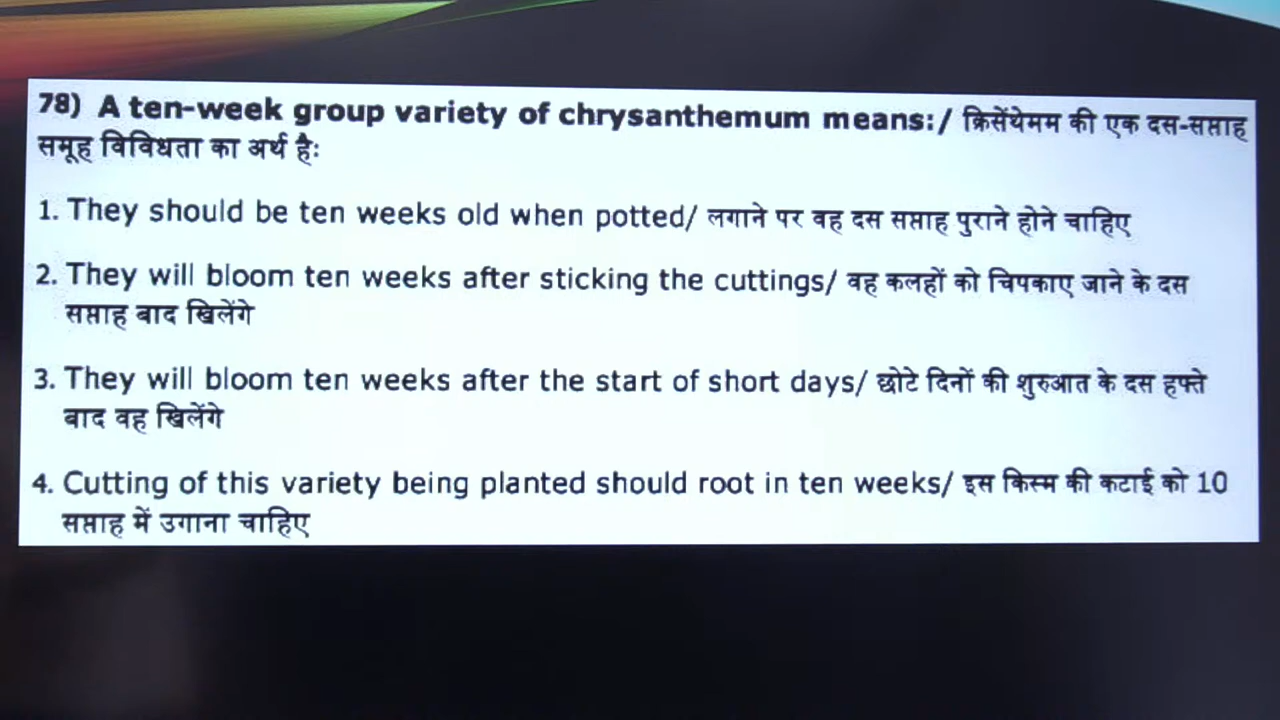 78) A ten-week group variety of chrysanthemum means:/ क्रिसेंथेमम की एक दस-सप्ताह
समूह विविधता का अर्थ है:
1. They should be ten weeks old when potted/ लगाने पर वह दस सप्ताह पुराने होने चाहिए
2. They will bloom ten weeks after sticking the cuttings/ वह कलहों को चिपकाए जाने के दस
सप्ताह बाद खिलेंगे
3. They will bloom ten weeks after the start of short days/ छोटे दिनों की शुरुआत के दस हफ्ते
बाद वह खिलेंगे
4. Cutting of this variety being planted should root in ten weeks/ इस किस्म की कटाई को 10
सप्ताह में उगाना चाहिए